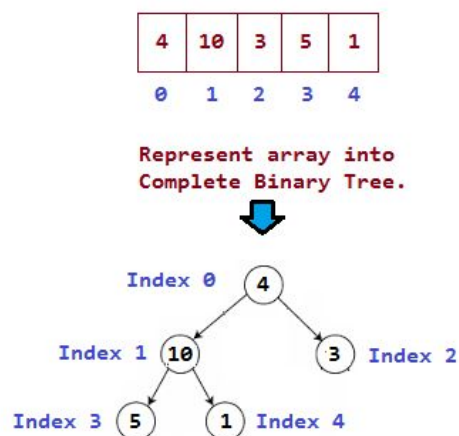 4 10 3 5 1
0 1 2 3 4
Represent array into
Complete Binary Tree.
Index 0 4
Index 1 10 3 Index 2
Index 3 5 1 Index 4